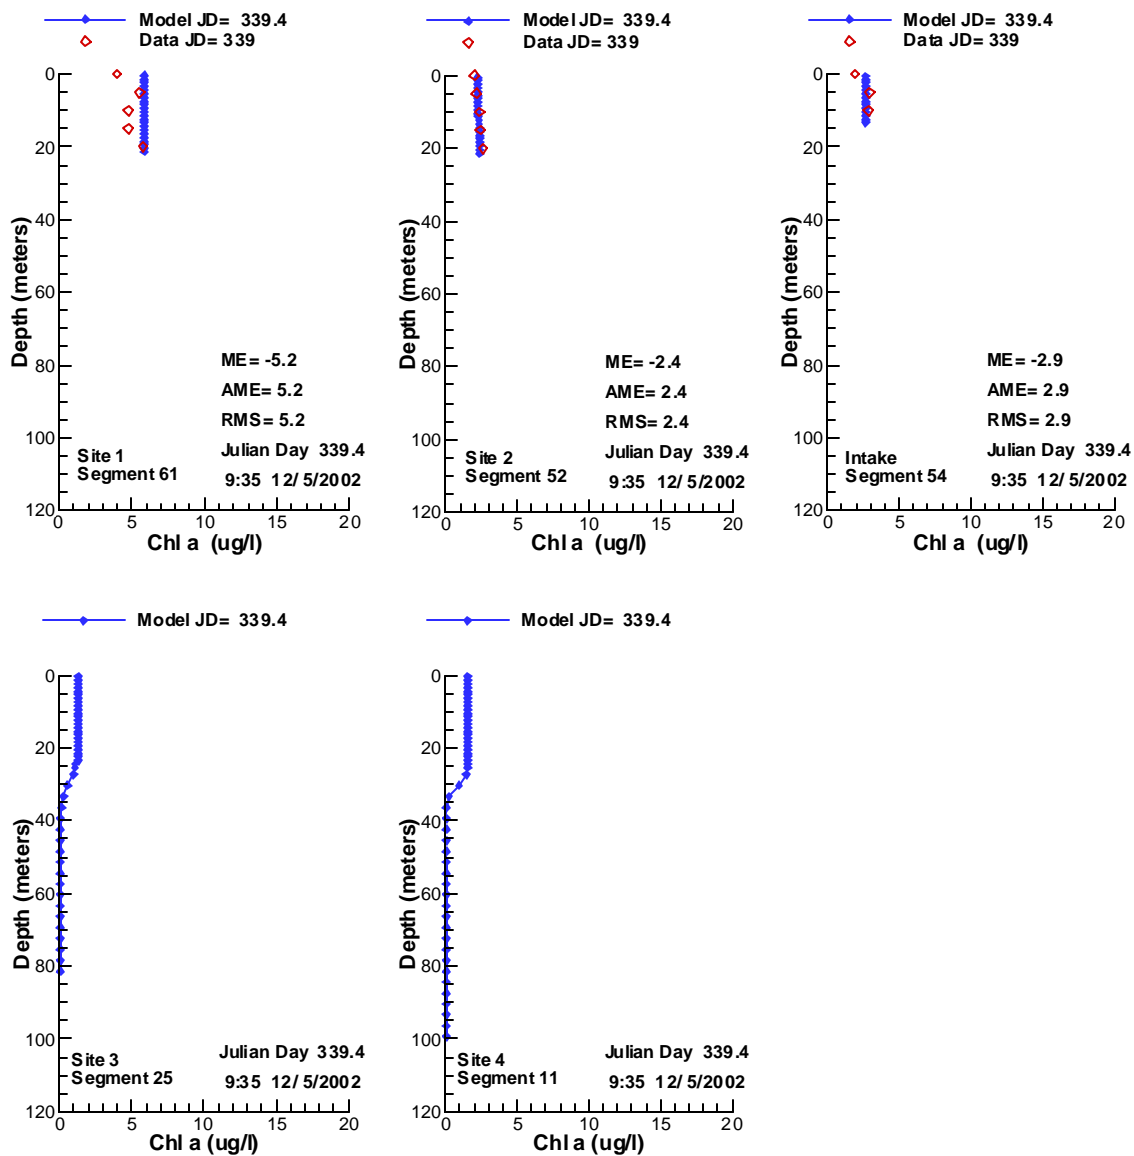 Model JD= 339.4
Data JD= 339
0
20
40
60
80
100
120
Depth (meters)
ME= -5.2
AME= 5.2
RMS= 5.2
Julian Day 339.4
9:35 12/5/2002
Site 1
Segment 61
0 5 10 15 20
Chl a (ug/l)
Model JD= 339.4
Data JD= 339
0
20
40
60
80
100
120
Depth (meters)
ME= -2.4
AME= 2.4
RMS= 2.4
Julian Day 339.4
9:35 12/5/2002
Site 2
Segment 52
0 5 10 15 20
Chl a (ug/l)
Model JD= 339.4
Data JD= 339
0
20
40
60
80
100
120
Depth (meters)
ME= -2.9
AME= 2.9
RMS= 2.9
Julian Day 339.4
9:35 12/5/2002
Intake
Segment 54
0 5 10 15 20
Chl a (ug/l)
Model JD= 339.4
0
20
40
60
80
100
120
Depth (meters)
Julian Day 339.4
9:35 12/5/2002
Site 3
Segment 25
0 5 10 15 20
Chl a (ug/l)
Model JD= 339.4
0
20
40
60
80
100
120
Depth (meters)
Julian Day 339.4
9:35 12/5/2002
Site 4
Segment 11
0 5 10 15 20
Chl a (ug/l)